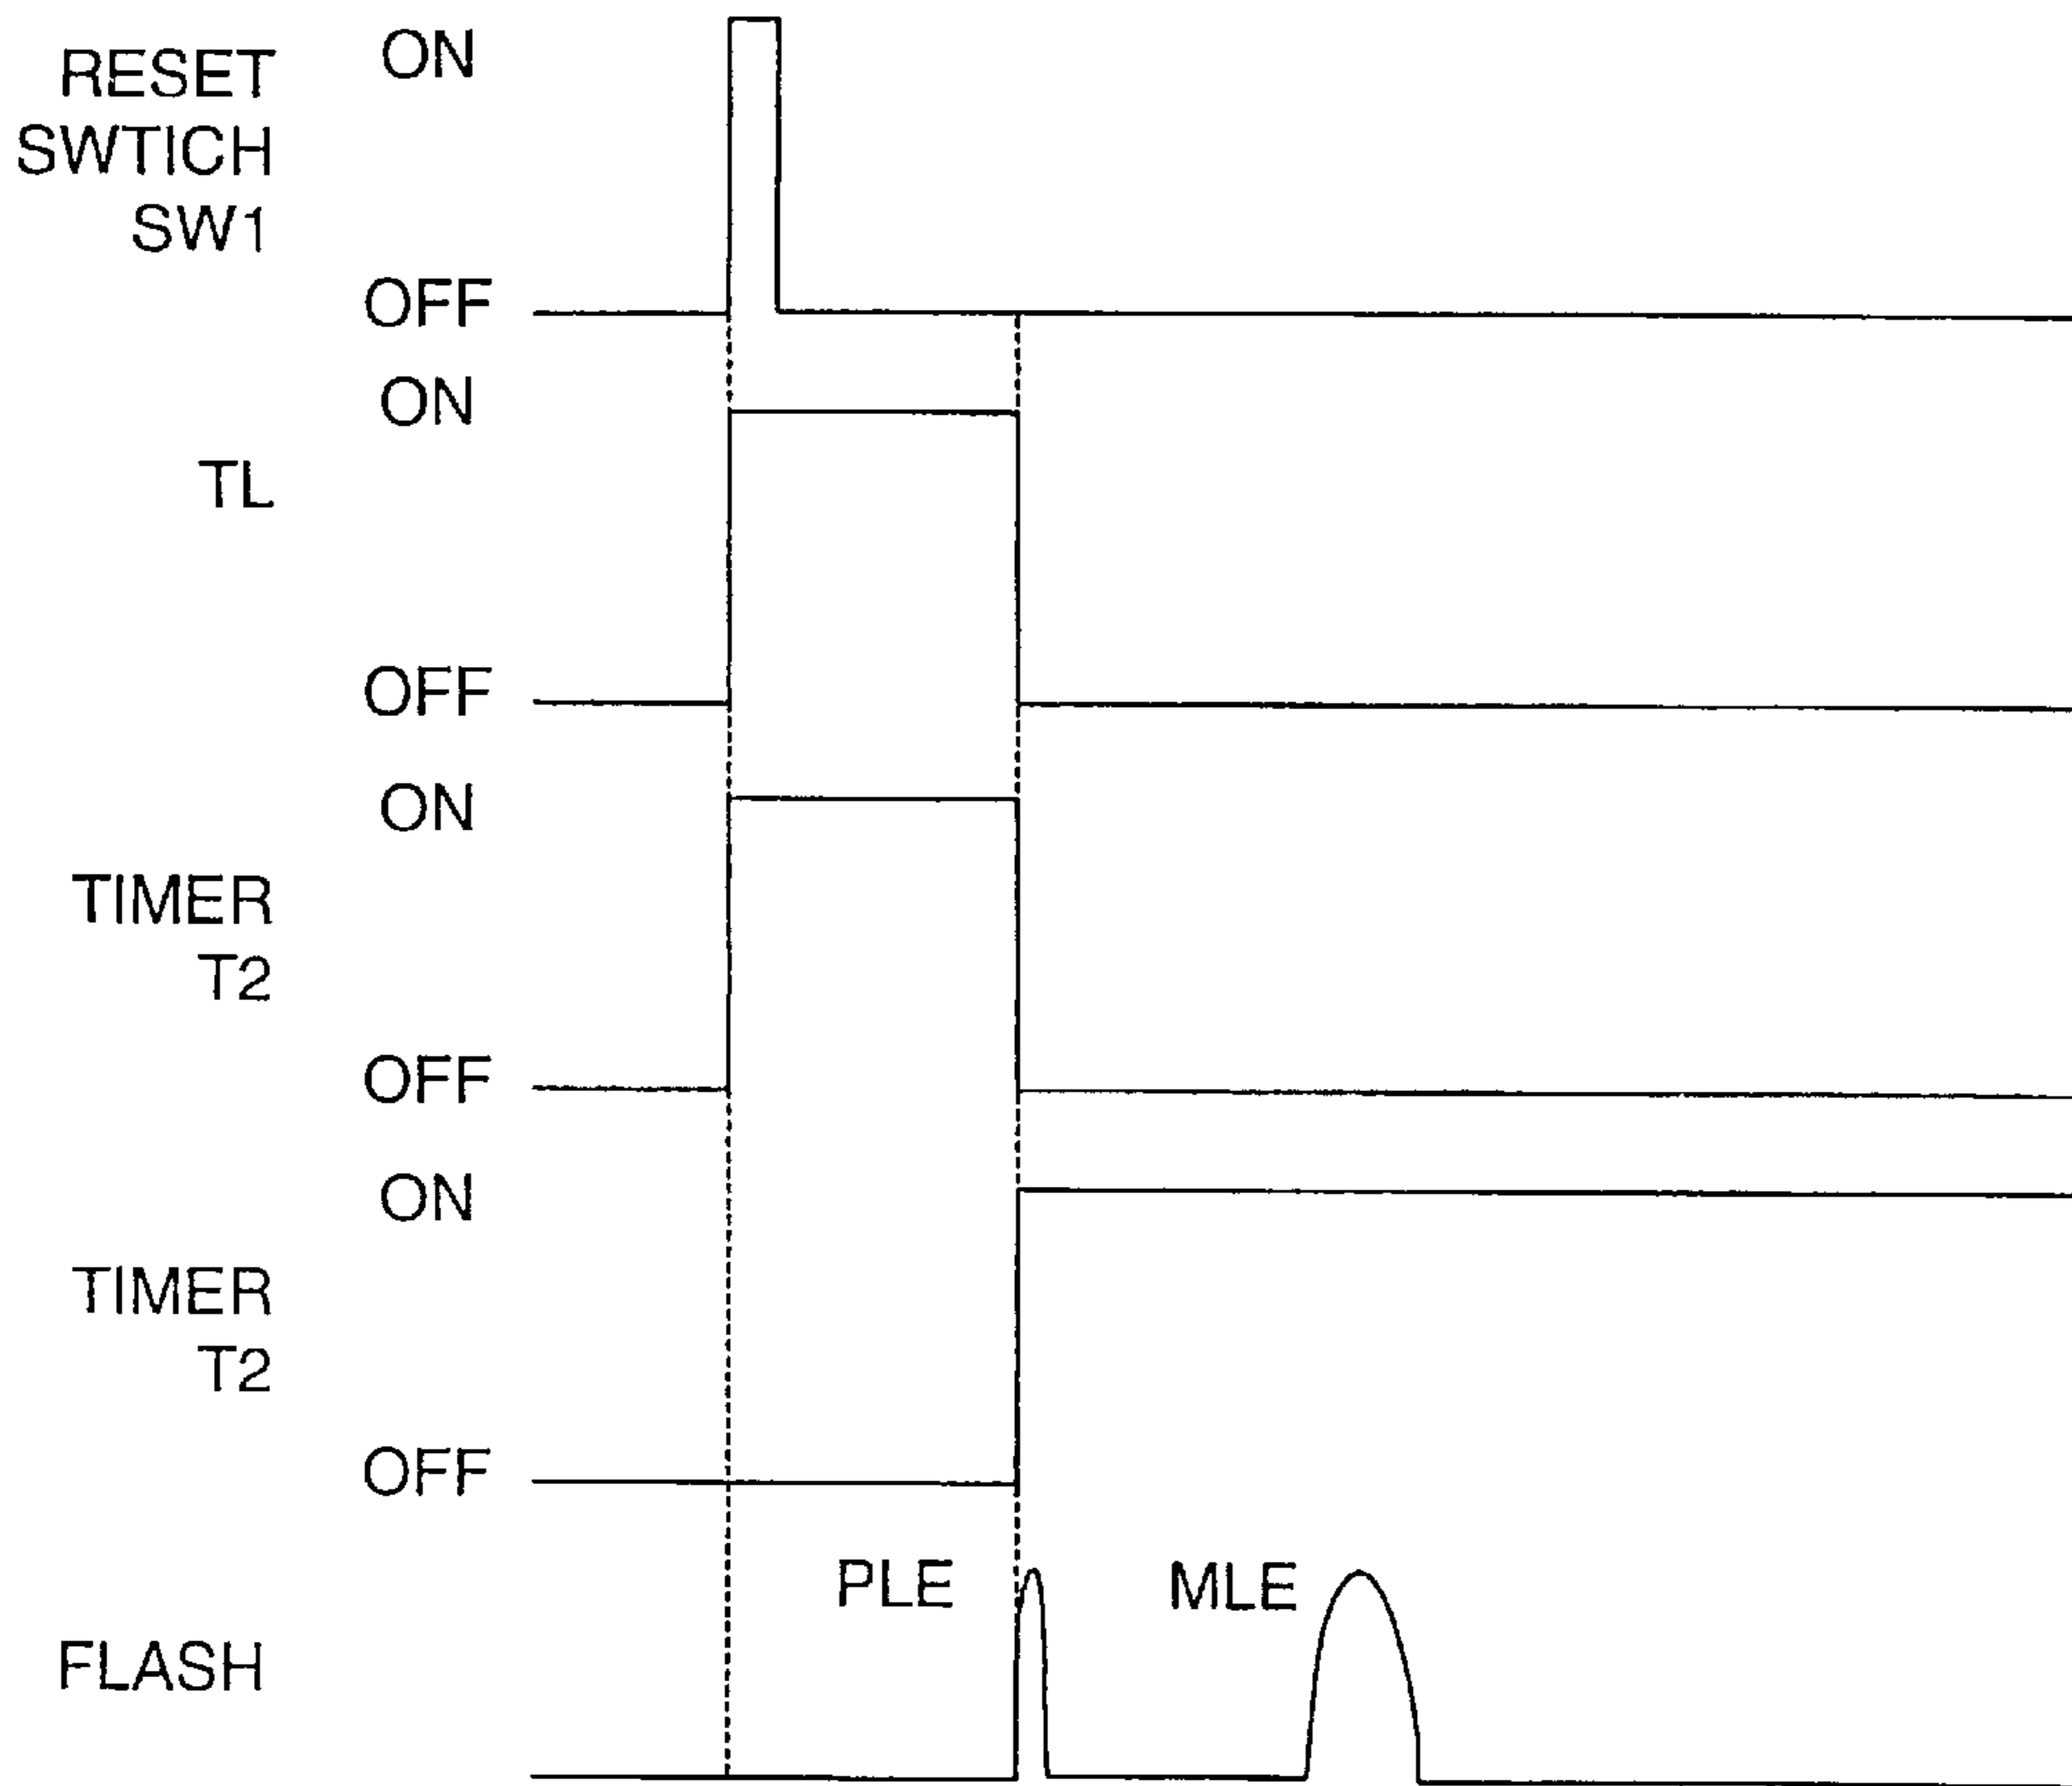 RESET
SWTICH
SW1
ON
OFF
TL
ON
OFF
TIMER
T2
ON
OFF
TIMER
T2
ON
OFF
FLASH
PLE
MLE